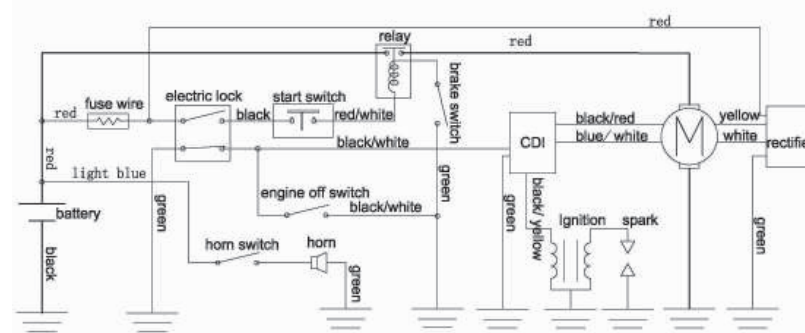 red
relay
red
fuse wire
electric lock
start switch
brake switch
red
black
red/white
black/red
yellow
CDI
M
rectifie
blue/ white
white
black/white
red
light blue
green
engine off switch
black/white
green
battery
green
black/ yellow
Ignition
spark
green
horn switch
horn
black
green